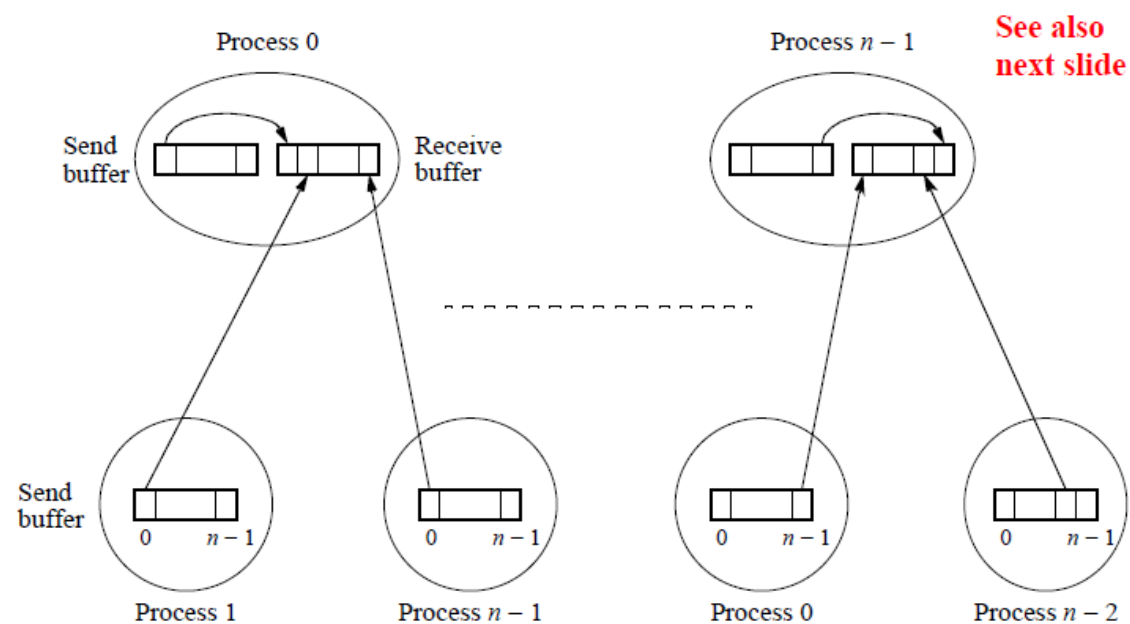 See also
next slide
Process 0
Process n − 1
Send
buffer
Receive
buffer
Send
buffer
0
n − 1
0
n − 1
0
n − 1
0
n − 1
Process 1
Process n − 1
Process 0
Process n − 2